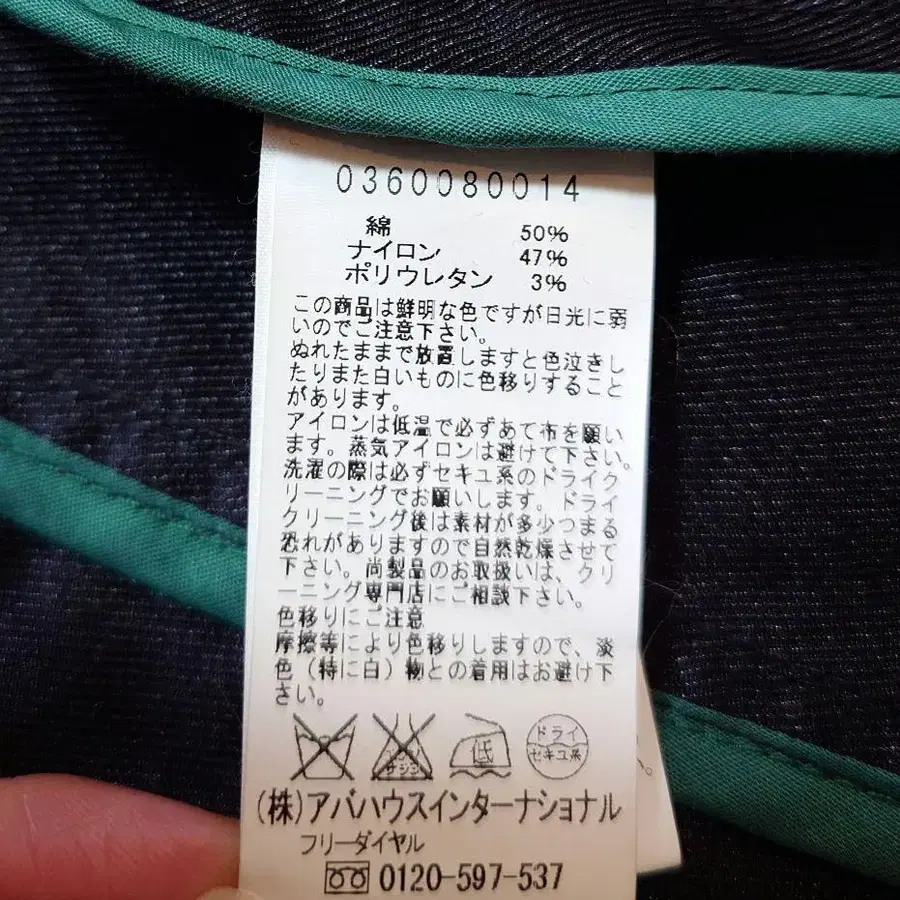 0360080014
綿 50%
ナイロン 47%
ポリウレタン 3%
この商品は鮮明な色ですが日光に弱
いのでご注意下さい。
ぬれたままで放置しますと色泣きし
たりまた白いものに色移りすること
があります。
アイロンは低温で必ずあて布を願い
ます。蒸気アイロンは避けて下さい。
洗濯の際は必ずセキユ系のドライク
リーニングでお願いします。ドライ
クリーニング後は素材が多少つまる
恐れがありますので自然乾燥させて
下さい。尚製品のお取扱いは、クリ
ーニング専門店にご相談下さい。
色移りにご注意
摩擦等により色移りしますので、淡
色（特に白）物との着用はお避け下
さい。
エンソ サラシ 低 ドライ セキユ系
(株)アバハウスインターナショナル
フリーダイヤル
0120-597-537